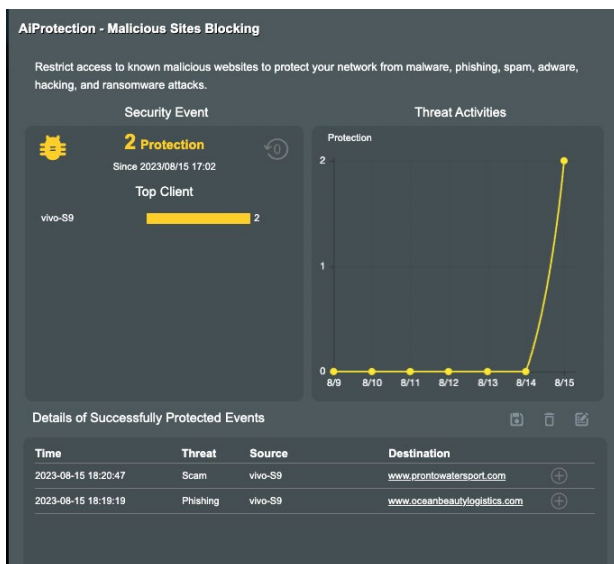 AiProtection - Malicious Sites Blocking
Restrict access to known malicious websites to protect your network from malware, phishing, spam, adware,
hacking, and ransomware attacks.
Security Event
2 Protection
0
Since 2023/08/15 17:02
Top Client
vivo-S9 2
Threat Activities
Protection
2
1
0
8/9 8/10 8/11 8/12 8/13 8/14 8/15
Details of Successfully Protected Events
Time Threat Source Destination
2023-08-15 18:20:47 Scam vivo-S9 www.prontowatersport.com
2023-08-15 18:19:19 Phishing vivo-S9 www.oceanbeautylogistics.com